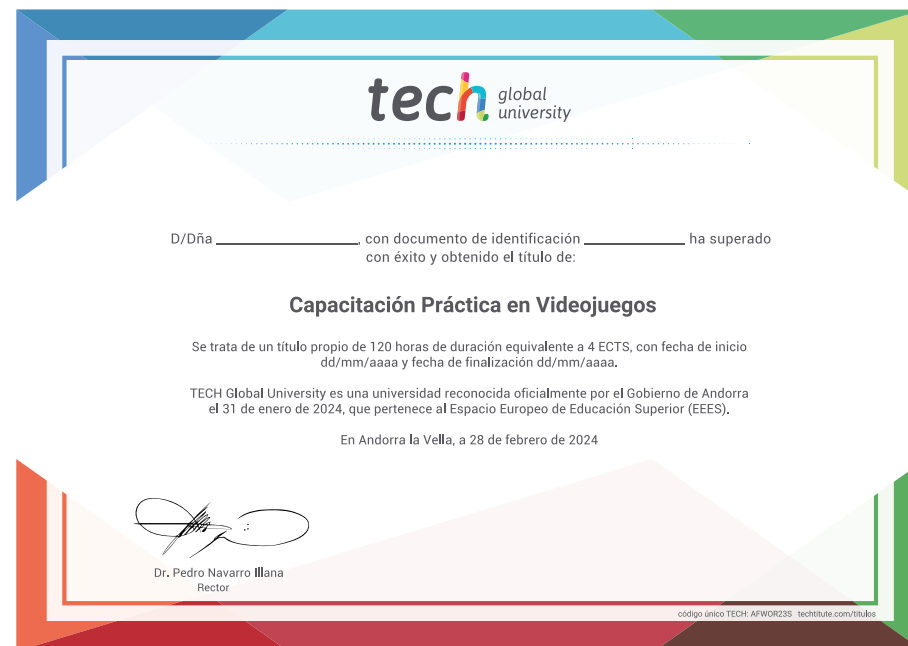 tech global university
D/Dña ____________________, con documento de identificación ______________ ha superado
con éxito y obtenido el título de:
Capacitación Práctica en Videojuegos
Se trata de un título propio de 120 horas de duración equivalente a 4 ECTS, con fecha de inicio
dd/mm/aaaa y fecha de finalización dd/mm/aaaa.
TECH Global University es una universidad reconocida oficialmente por el Gobierno de Andorra
el 31 de enero de 2024, que pertenece al Espacio Europeo de Educación Superior (EEES).
En Andorra la Vella, a 28 de febrero de 2024
Dr. Pedro Navarro Illana
Rector
código único TECH: AFWOR23S techtitute.com/titulos